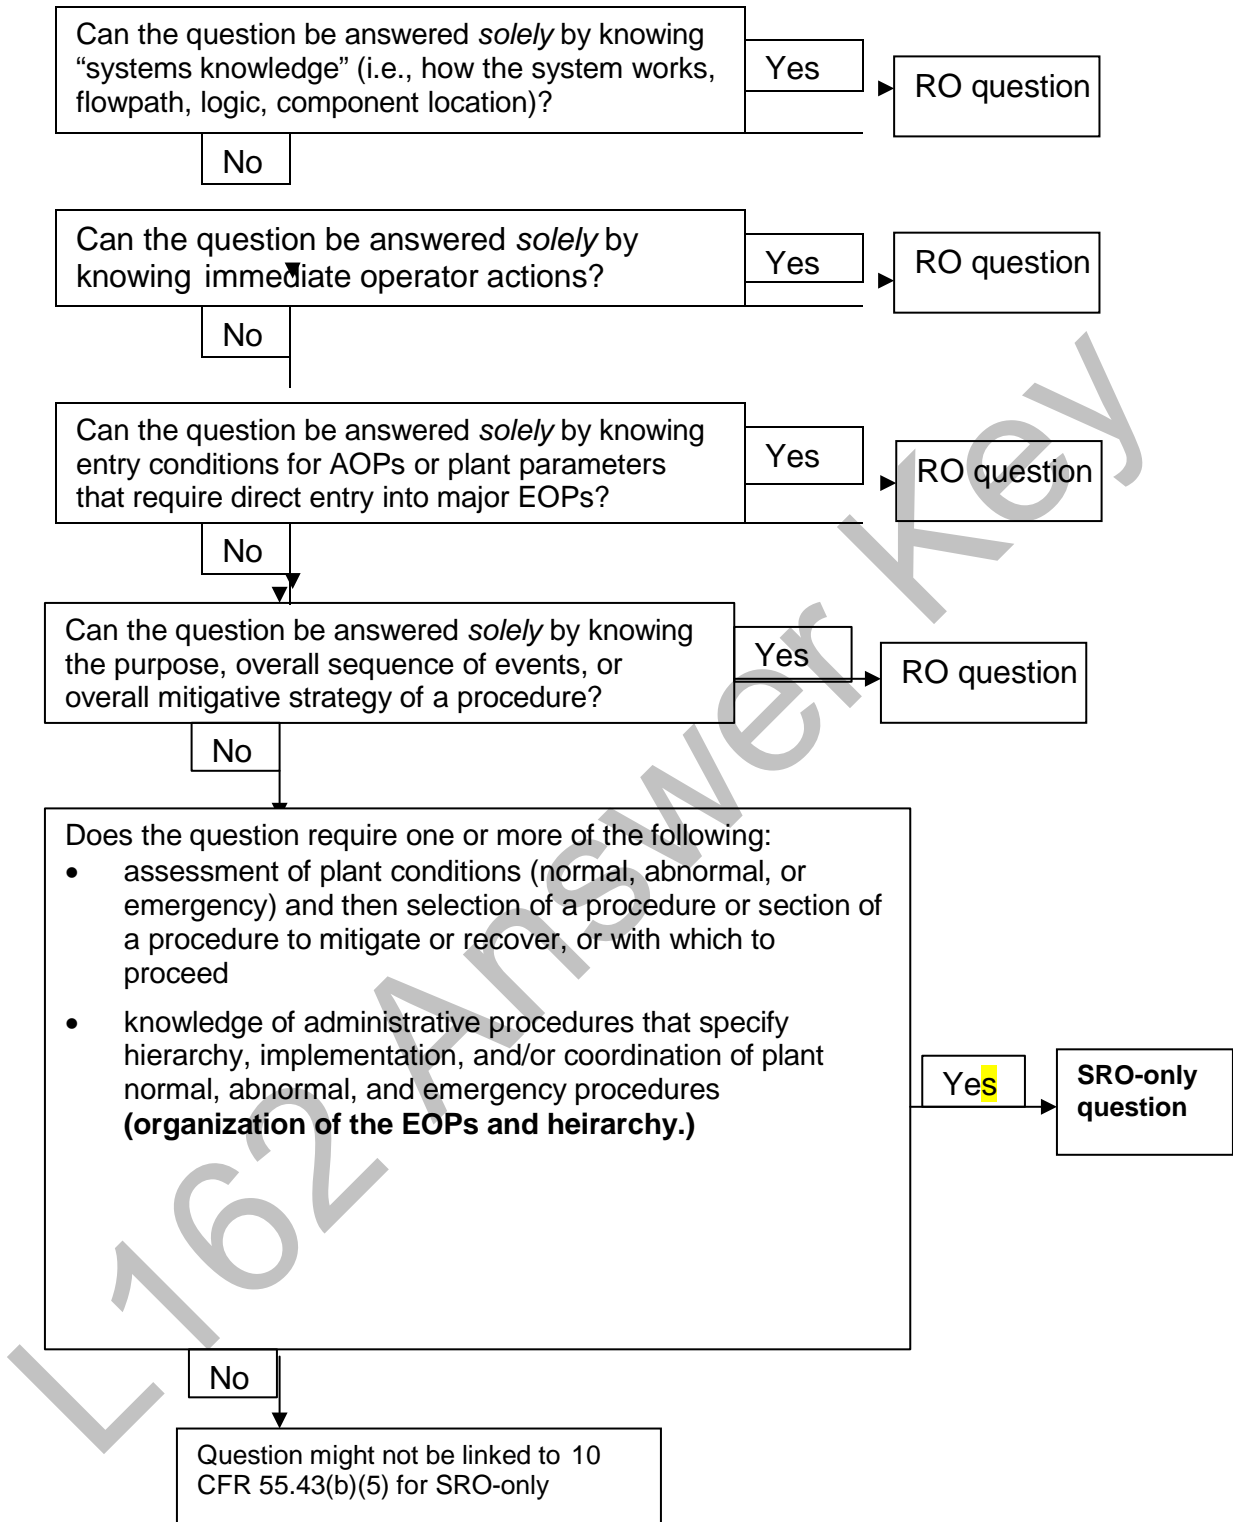 Can the question be answered solely by knowing
“systems knowledge” (i.e., how the system works,
flowpath, logic, component location)?
Yes
RO question
No
Can the question be answered solely by
knowing immediate operator actions?
Yes
RO question
No
Can the question be answered solely by knowing
entry conditions for AOPs or plant parameters
that require direct entry into major EOPs?
Yes
RO question
No
Can the question be answered solely by knowing
the purpose, overall sequence of events, or
overall mitigative strategy of a procedure?
Yes
RO question
No
Does the question require one or more of the following:
• assessment of plant conditions (normal, abnormal, or
emergency) and then selection of a procedure or section of
a procedure to mitigate or recover, or with which to
proceed
• knowledge of administrative procedures that specify
hierarchy, implementation, and/or coordination of plant
normal, abnormal, and emergency procedures
(organization of the EOPs and heirarchy.)
Yes
SRO-only
question
No
Question might not be linked to 10
CFR 55.43(b)(5) for SRO-only
L162 Answer Key